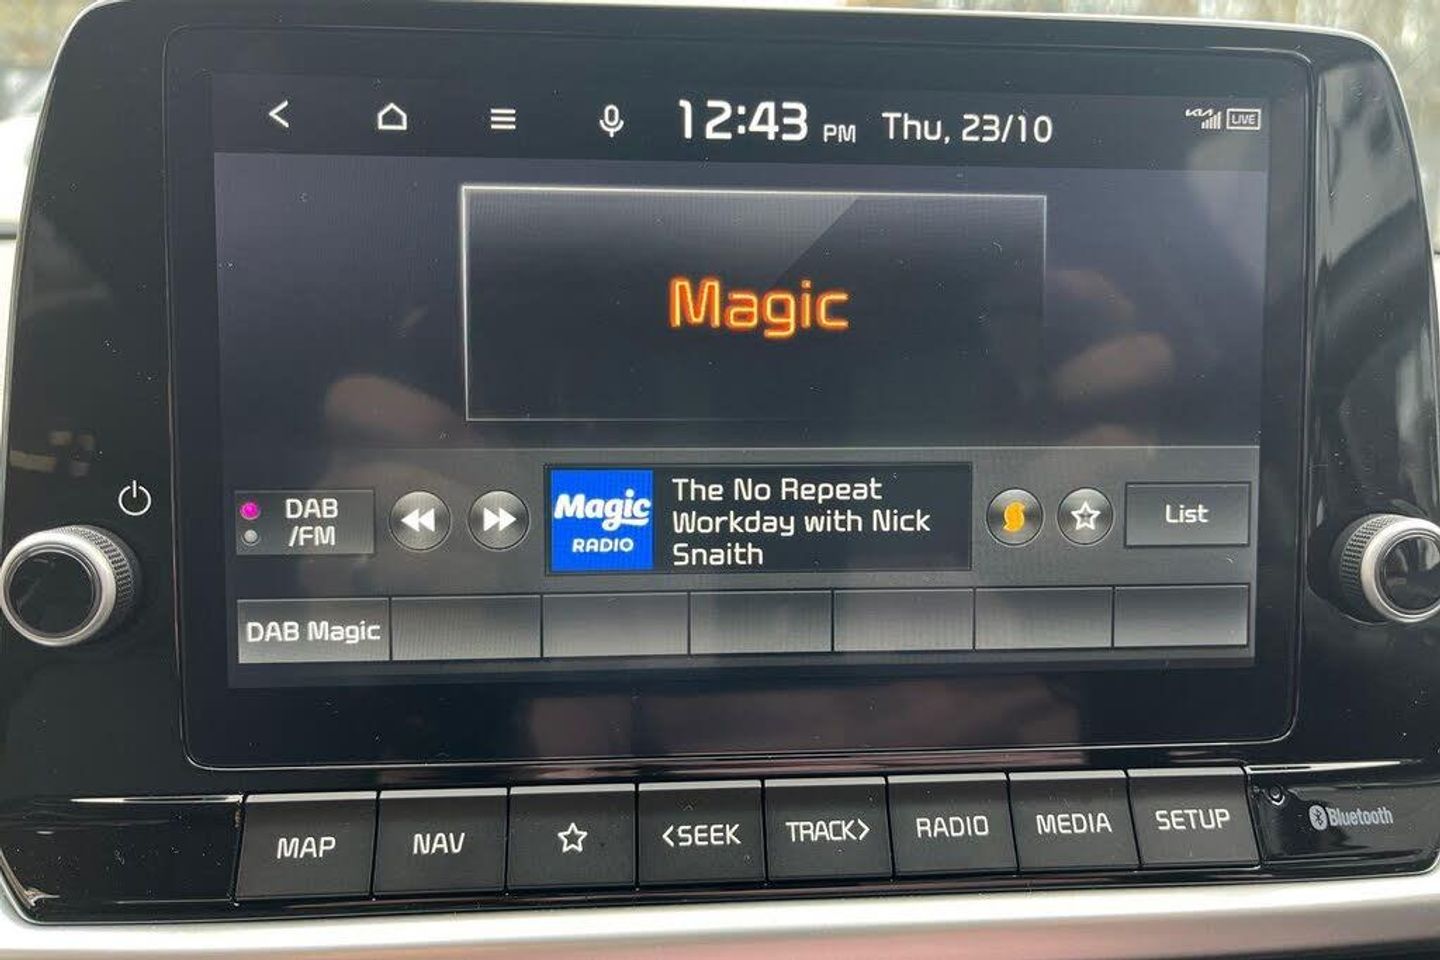 12:43 PM Thu, 23/10
KIA LIVE
Magic
DAB
/FM
Magic
RADIO
The No Repeat
Workday with Nick
Snaith
List
DAB Magic
MAP NAV <SEEK TRACK> RADIO MEDIA SETUP
Bluetooth